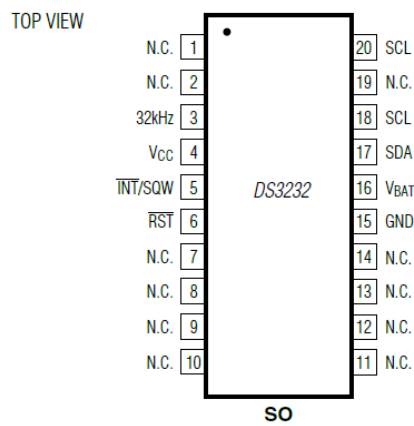 TOP VIEW
N.C. 1 20 SCL
N.C. 2 19 N.C.
32kHz 3 18 SCL
VCC 4 17 SDA
INT/SQW 5 DS3232 16 VBAT
RST 6 15 GND
N.C. 7 14 N.C.
N.C. 8 13 N.C.
N.C. 9 12 N.C.
N.C. 10 11 N.C.
SO